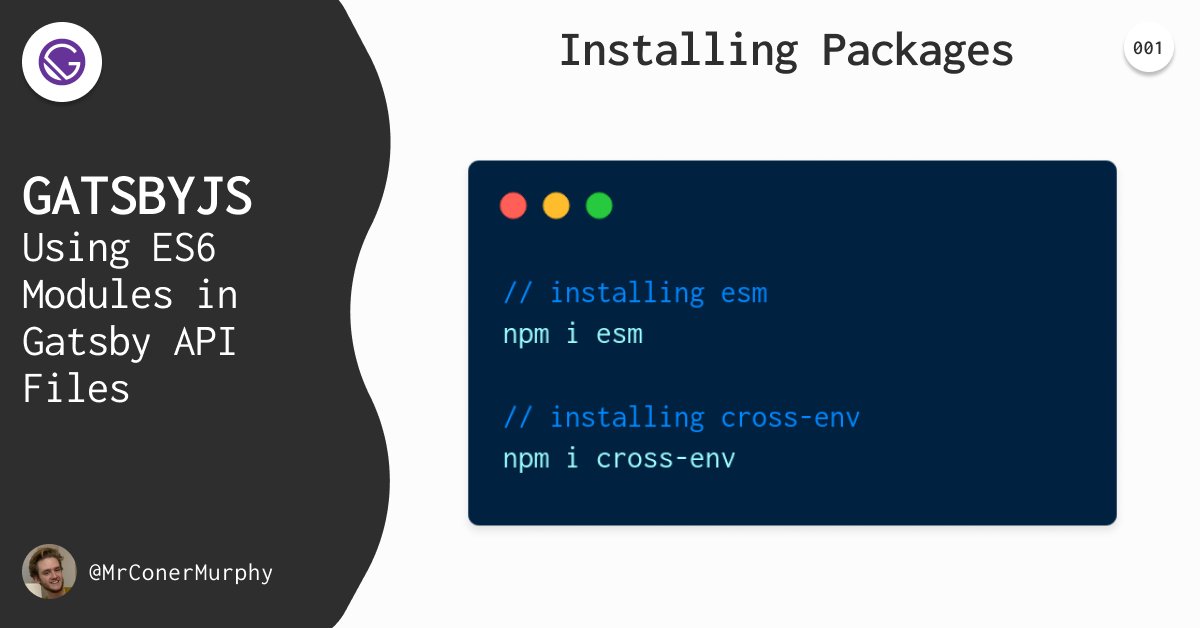 GATSBYJS
Using ES6
Modules in
Gatsby API
Files
@MrConerMurphy
Installing Packages
001
// installing esm
npm i esm
// installing cross-env
npm i cross-env